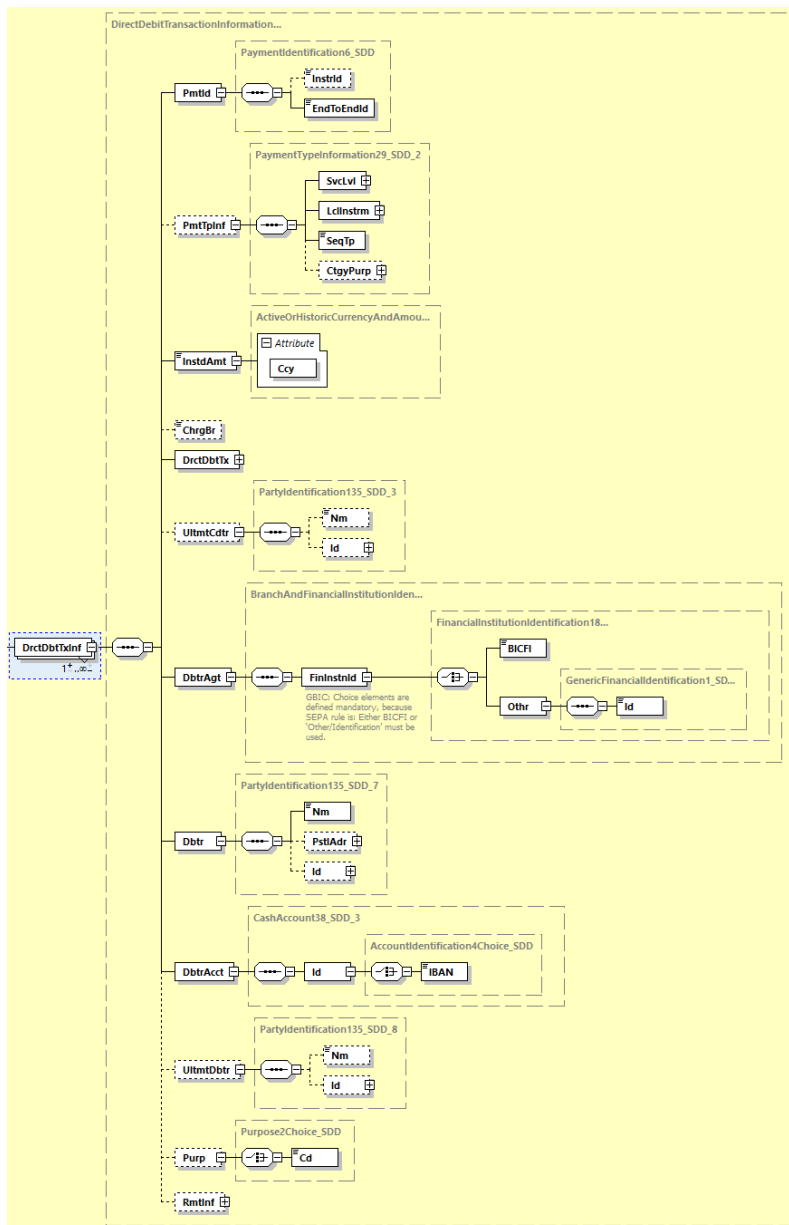 DirectDebitTransactionInformation...
PaymentIdentification6_SDD
InstrId
PmtId
EndToEndId
PaymentTypeInformation29_SDD_2
SvcLvl
LclInstrm
PmtTpInf
SeqTp
CtgyPurp
ActiveOrHistoricCurrencyAndAmou...
Attribute
InstdAmt
Ccy
ChrgBr
DrctDbtTx
PartyIdentification135_SDD_3
Nm
UltmtCdtr
Id
BranchAndFinancialInstitutionIden...
FinancialInstitutionIdentification18...
DrctDbtTxInf
BICFI
1..∞
DbtrAgt
FinInstnId
GenericFinancialIdentification1_SD...
GBIC: Choice elements are
defined mandatory, because
SEPA rule is: Either BICFI or
'Other/Identification' must be
used.
Othr
Id
PartyIdentification135_SDD_7
Nm
Dbtr
PstlAdr
Id
CashAccount38_SDD_3
AccountIdentification4Choice_SDD
DbtrAcct
Id
IBAN
PartyIdentification135_SDD_8
Nm
UltmtDbtr
Id
Purpose2Choice_SDD
Purp
Cd
RmtInf